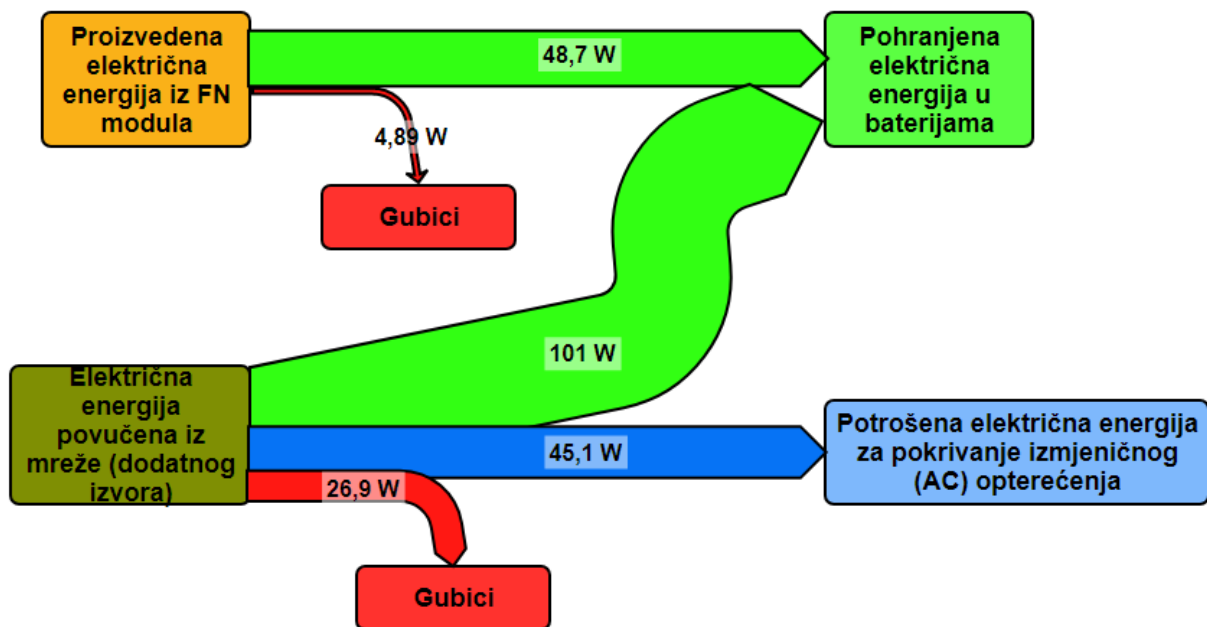 Proizvedena
električna
energija iz FN
modula
48,7 W
Pohranjena
električna
energija u
baterijama
4,89 W
Gubici
101 W
Električna
energija
povučena iz
mreže (dodatnog
izvora)
45,1 W
Potrošena električna energija
za pokrivanje izmjeničnog
(AC) opterećenja
26,9 W
Gubici